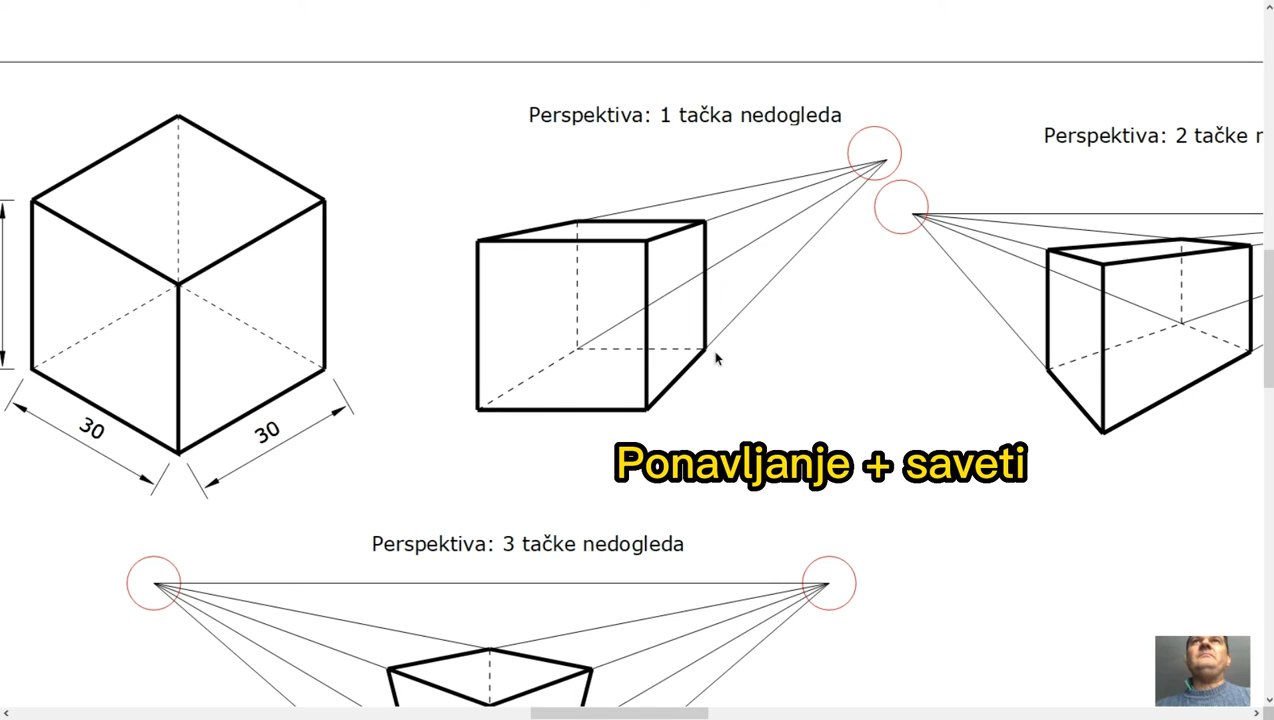 Perspektiva: 1 tačka nedogleda
Perspektiva: 2 tačke
30
30
Ponavljanje + saveti
Perspektiva: 3 tačke nedogleda